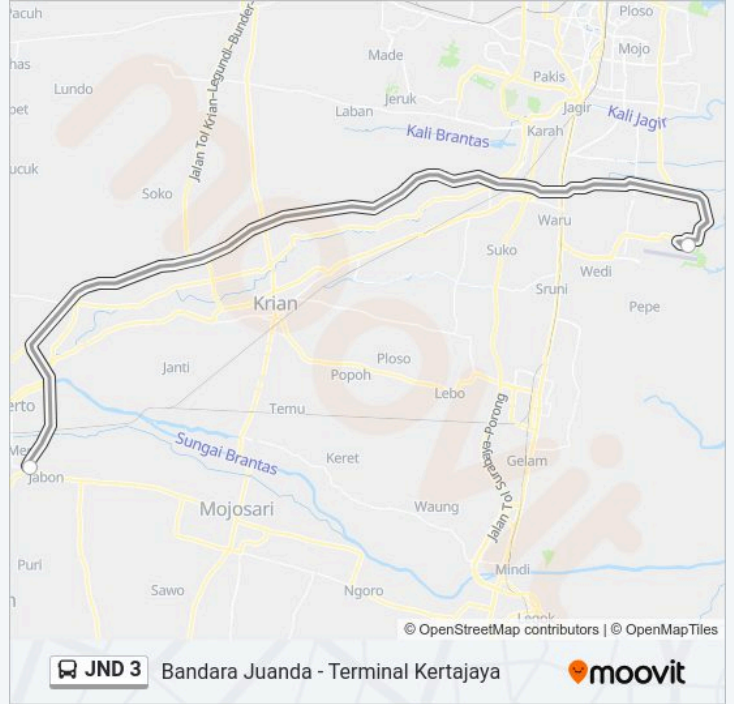 Pacuh
Ploso
Made
Mojo
has
Pakis
Lundo
Jeruk
Jagir
Kali Jagir
Laban
Kali Brantas
Karah
Jalan Tol Krian-Legundi-Bunder-
pet
ucuk
Soko
Waru
Suko
Wedi
Sruni
Pepe
Krian
Janti
Ploso
Popoh
Lebo
erto
Temu
Sungai Brantas
Keret
Gelam
Jalan Tol Surabaya-Porong
Jabon
Waung
Mojosari
Puri
Mindi
Sawo
Ngoro
Legok
moovit
© OpenStreetMap contributors | © OpenMapTiles
JND 3 Bandara Juanda - Terminal Kertajaya
moovit